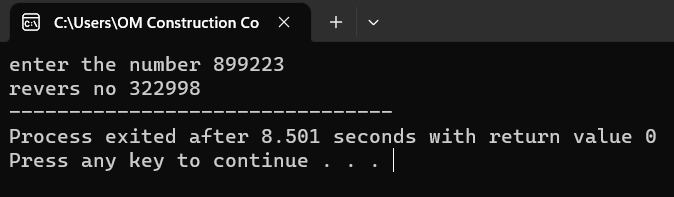 C:\Users\OM Construction Co
enter the number 899223
revers no 322998
--------------------------------
Process exited after 8.501 seconds with return value 0
Press any key to continue . . .